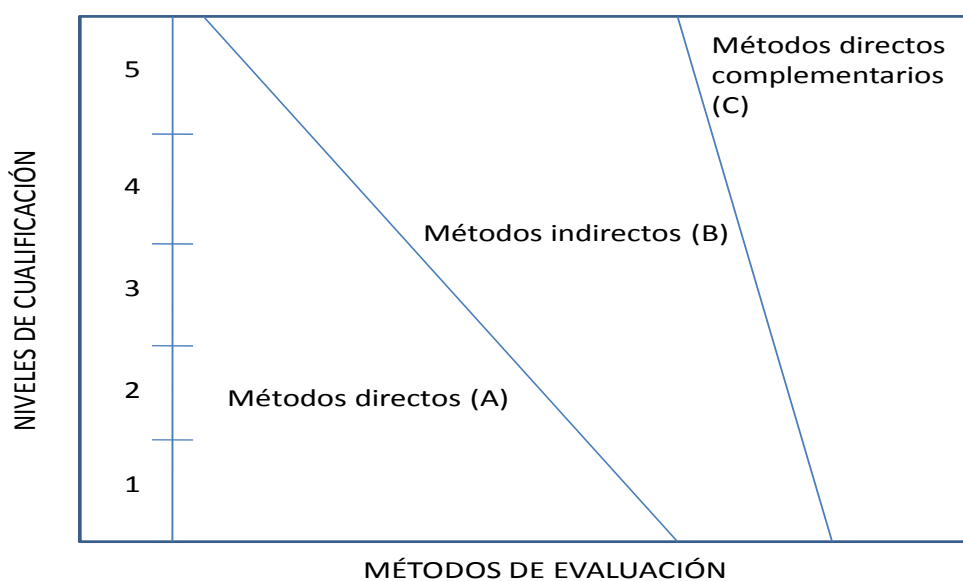 NIVELES DE CUALIFICACIÓN
5
4
3
2
1
Métodos directos
complementarios
(C)
Métodos indirectos (B)
Métodos directos (A)
MÉTODOS DE EVALUACIÓN